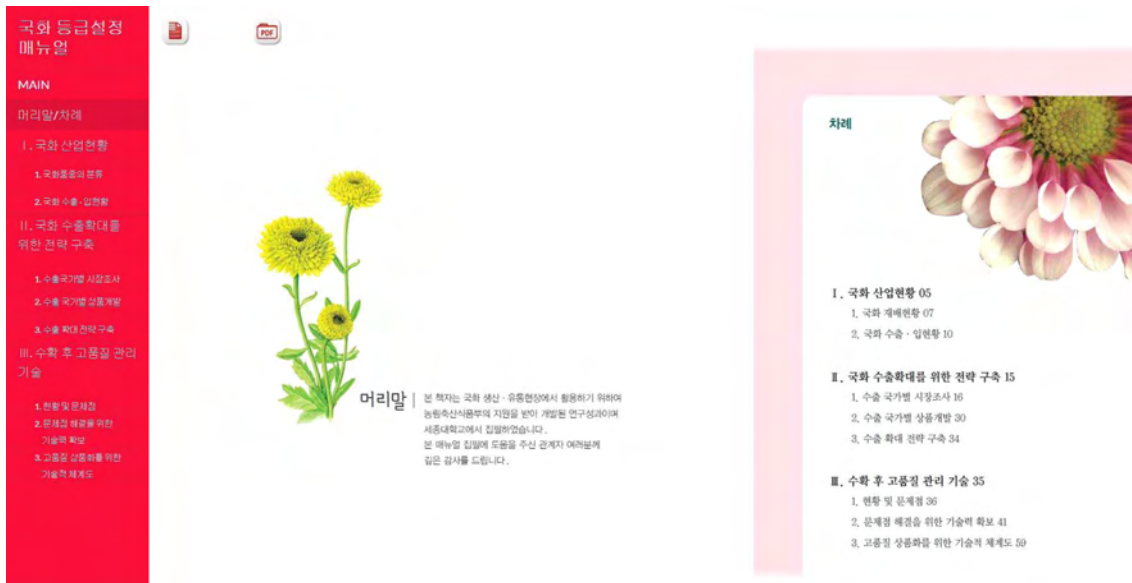 국화 등급설정
매뉴얼
MAIN
머리말/차례
I. 국화 산업현황
1. 국화품종의 분류
2. 국화 수출·입현황
II. 국화 수출확대를
위한 전략 구축
1. 수출국가별 시장조사
2. 수출 국가별 상품개발
3. 수출 확대 전략 구축
III. 수확 후 고품질 관리
기술
1. 현황 및 문제점
2. 문제점 해결을 위한
기술력 확보
3. 고품질 상품화를 위한
기술적 체계도
PDF
머리말
본 책자는 국화 생산·유통현장에서 활용하기 위하여
농림축산식품부의 지원을 받아 개발된 연구성과이며
세종대학교에서 집필하였습니다.
본 매뉴얼 집필에 도움을 주신 관계자 여러분께
깊은 감사를 드립니다.
차례
Ⅰ. 국화 산업현황 05
1. 국화 재배현황 07
2. 국화 수출·입현황 10
Ⅱ. 국화 수출확대를 위한 전략 구축 15
1. 수출 국가별 시장조사 16
2. 수출 국가별 상품개발 30
3. 수출 확대 전략 구축 34
Ⅲ. 수확 후 고품질 관리 기술 35
1. 현황 및 문제점 36
2. 문제점 해결을 위한 기술력 확보 41
3. 고품질 상품화를 위한 기술적 체계도 59